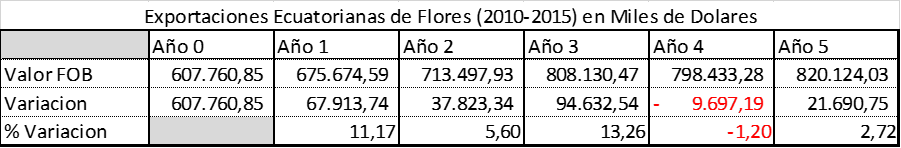 Exportaciones Ecuatorianas de Flores (2010-2015) en Miles de Dolares
Año 0 Año 1 Año 2 Año 3 Año 4 Año 5
Valor FOB 607.760,85 675.674,59 713.497,93 808.130,47 798.433,28 820.124,03
Variacion 607.760,85 67.913,74 37.823,34 94.632,54 - 9.697,19 21.690,75
% Variacion 11,17 5,60 13,26 -1,20 2,72